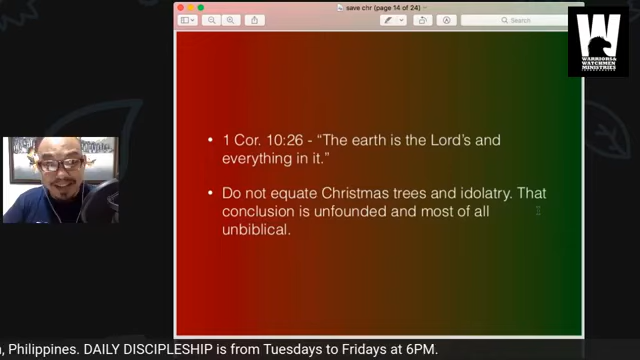 save chr (page 14 of 24)
Search
WARRIORS &
WATCHMEN
MINISTRIES
• 1 Cor. 10:26 - “The earth is the Lord’s and
everything in it.”
• Do not equate Christmas trees and idolatry. That
conclusion is unfounded and most of all
unbiblical.
, Philippines. DAILY DISCIPLESHIP is from Tuesdays to Fridays at 6PM.